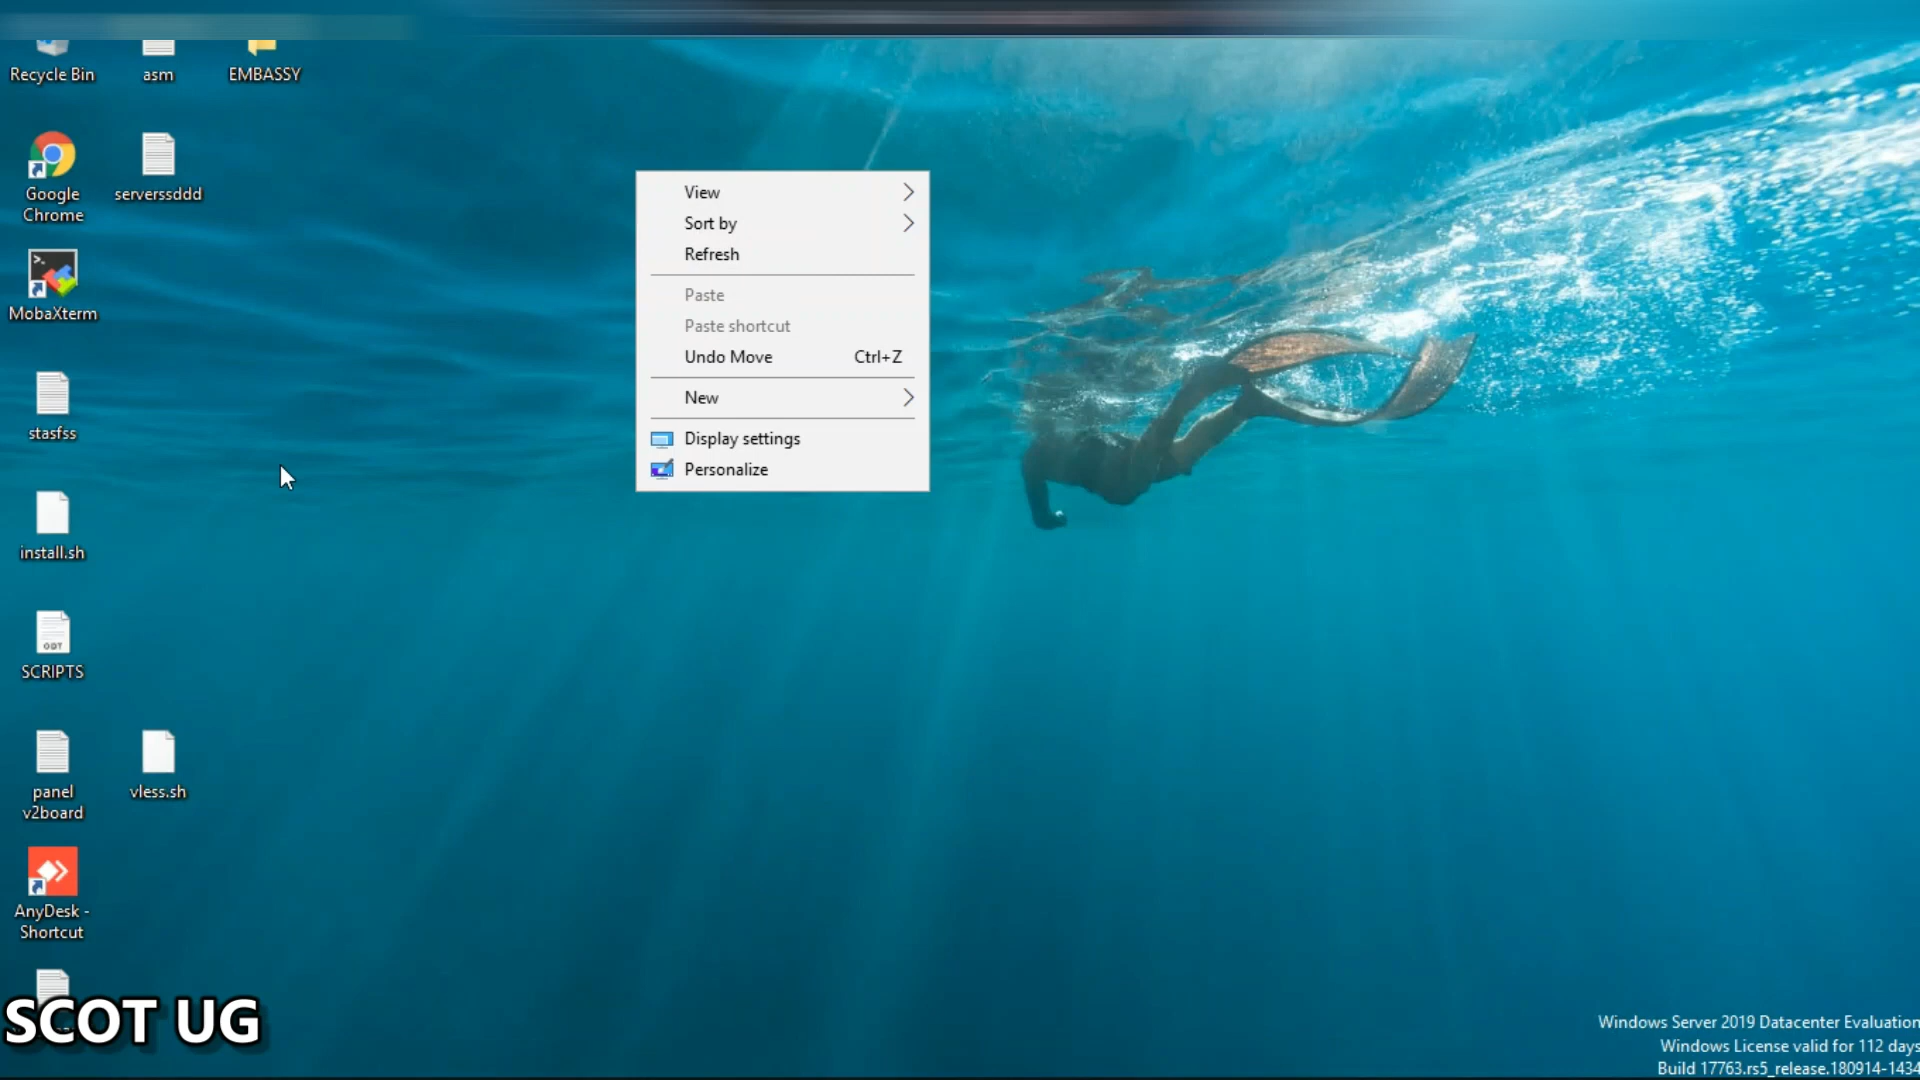 Recycle Bin
asm
EMBASSY
Google
Chrome
serverssddd
MobaXterm
stasfss
install.sh
SCRIPTS
ODT
panel
v2board
vless.sh
AnyDesk -
Shortcut
SCOT UG
View
Sort by
Refresh
Paste
Paste shortcut
Undo Move Ctrl+Z
New
Display settings
Personalize
Windows Server 2019 Datacenter Evaluation
Windows License valid for 112 days
Build 17763.rs5_release.180914-1434